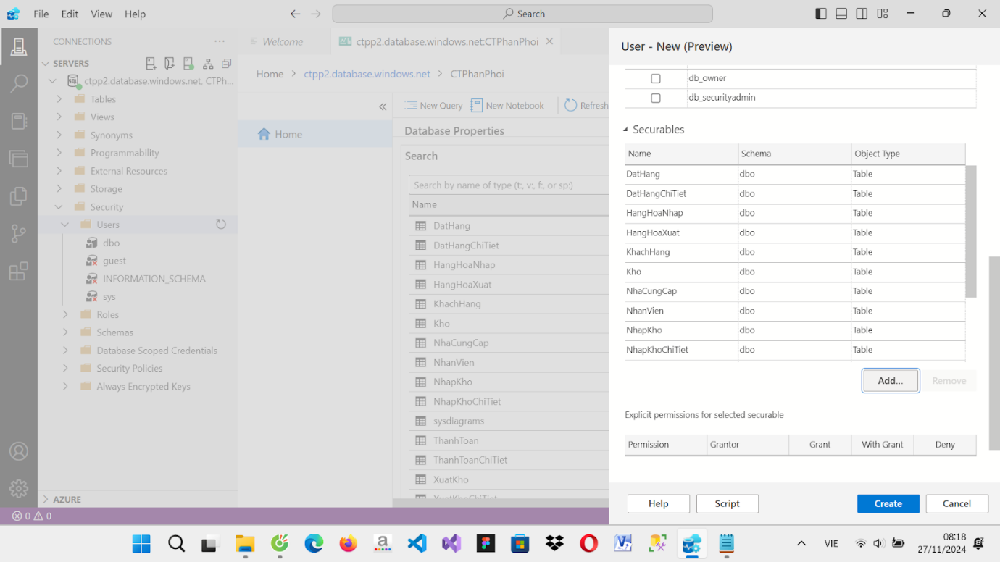 File Edit View Help
Search
CONNECTIONS
SERVERS
ctpp2.database.windows.net, CTPh...
Tables
Views
Synonyms
Programmability
External Resources
Storage
Security
Users
dbo
guest
INFORMATION_SCHEMA
sys
Roles
Schemas
Database Scoped Credentials
Security Policies
Always Encrypted Keys
AZURE
0 0
Welcome
ctpp2.database.windows.net:CTPhanPhoi
Home > ctpp2.database.windows.net > CTPhanPhoi
New Query New Notebook Refresh
Home
Database Properties
Search
Search by name of type (t:, v:, f:, or sp:)
Name
DatHang
DatHangChiTiet
HangHoaNhap
HangHoaXuat
KhachHang
Kho
NhaCungCap
NhanVien
NhapKho
NhapKhoChiTiet
sysdiagrams
ThanhToan
ThanhToanChiTiet
XuatKho
XuatKhoChiTiet
User - New (Preview)
db_owner
db_securityadmin
Securables
Name Schema Object Type
DatHang dbo Table
DatHangChiTiet dbo Table
HangHoaNhap dbo Table
HangHoaXuat dbo Table
KhachHang dbo Table
Kho dbo Table
NhaCungCap dbo Table
NhanVien dbo Table
NhapKho dbo Table
NhapKhoChiTiet dbo Table
Add... Remove
Explicit permissions for selected securable
Permission Grantor Grant With Grant Deny
Help Script Create Cancel
VIE
08:18
27/11/2024